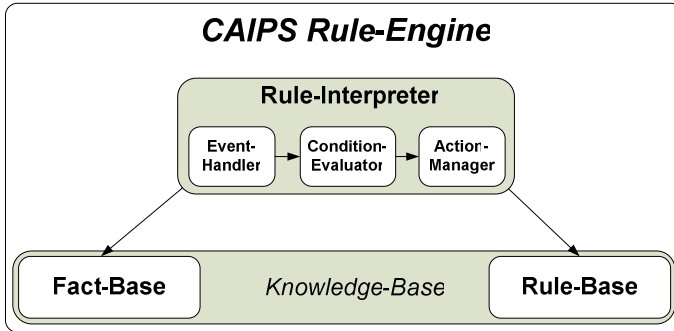 CAIPS Rule-Engine
Rule-Interpreter
Event-
Handler
Condition-
Evaluator
Action-
Manager
Fact-Base
Knowledge-Base
Rule-Base